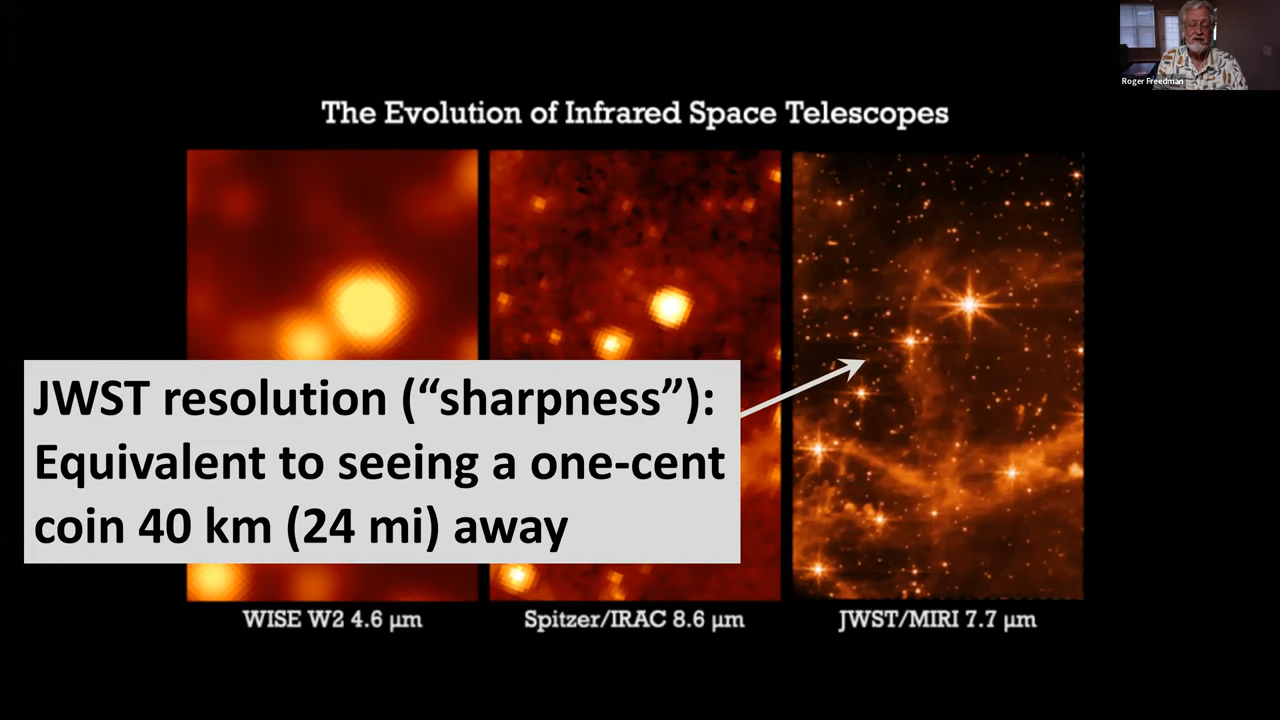 Roger Freedman
The Evolution of Infrared Space Telescopes
JWST resolution (“sharpness”):
Equivalent to seeing a one-cent
coin 40 km (24 mi) away
WISE W2 4.6 µm
Spitzer/IRAC 8.6 µm
JWST/MIRI 7.7 µm